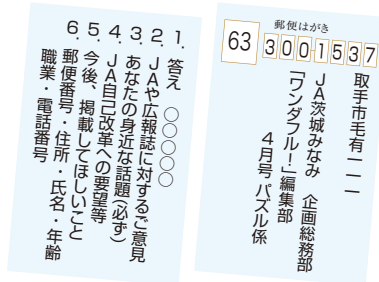 郵便はがき
63
3001537
取手市毛有一一一
JA茨城みなみ 企画総務部
「ワンダフル!」編集部
4月号 パズル係
1. 答え ○○○○○
2. JAや広報誌に対するご意見
3. あなたの身近な話題(必ず)
4. JA自己改革への要望等
5. 今後、掲載してほしいこと
6. 郵便番号・住所・氏名・年齢
職業・電話番号